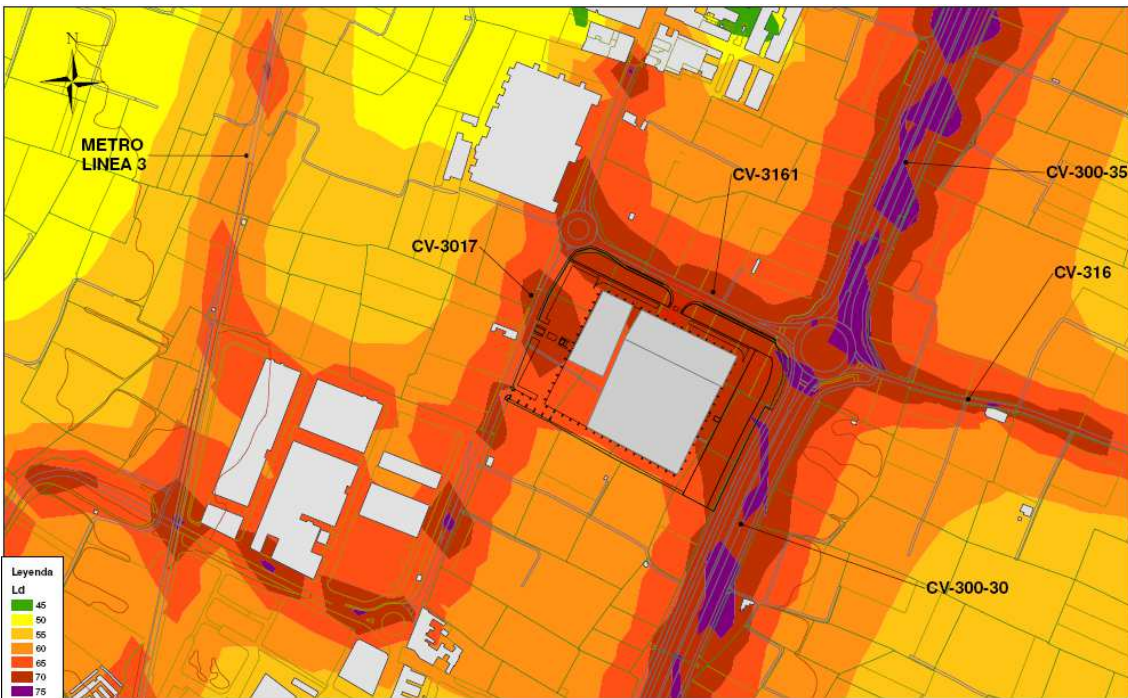 N
METRO
LINEA 3
CV-3161
CV-300-35
CV-3017
CV-316
CV-300-30
Leyenda
Ld
45
50
55
60
65
70
75